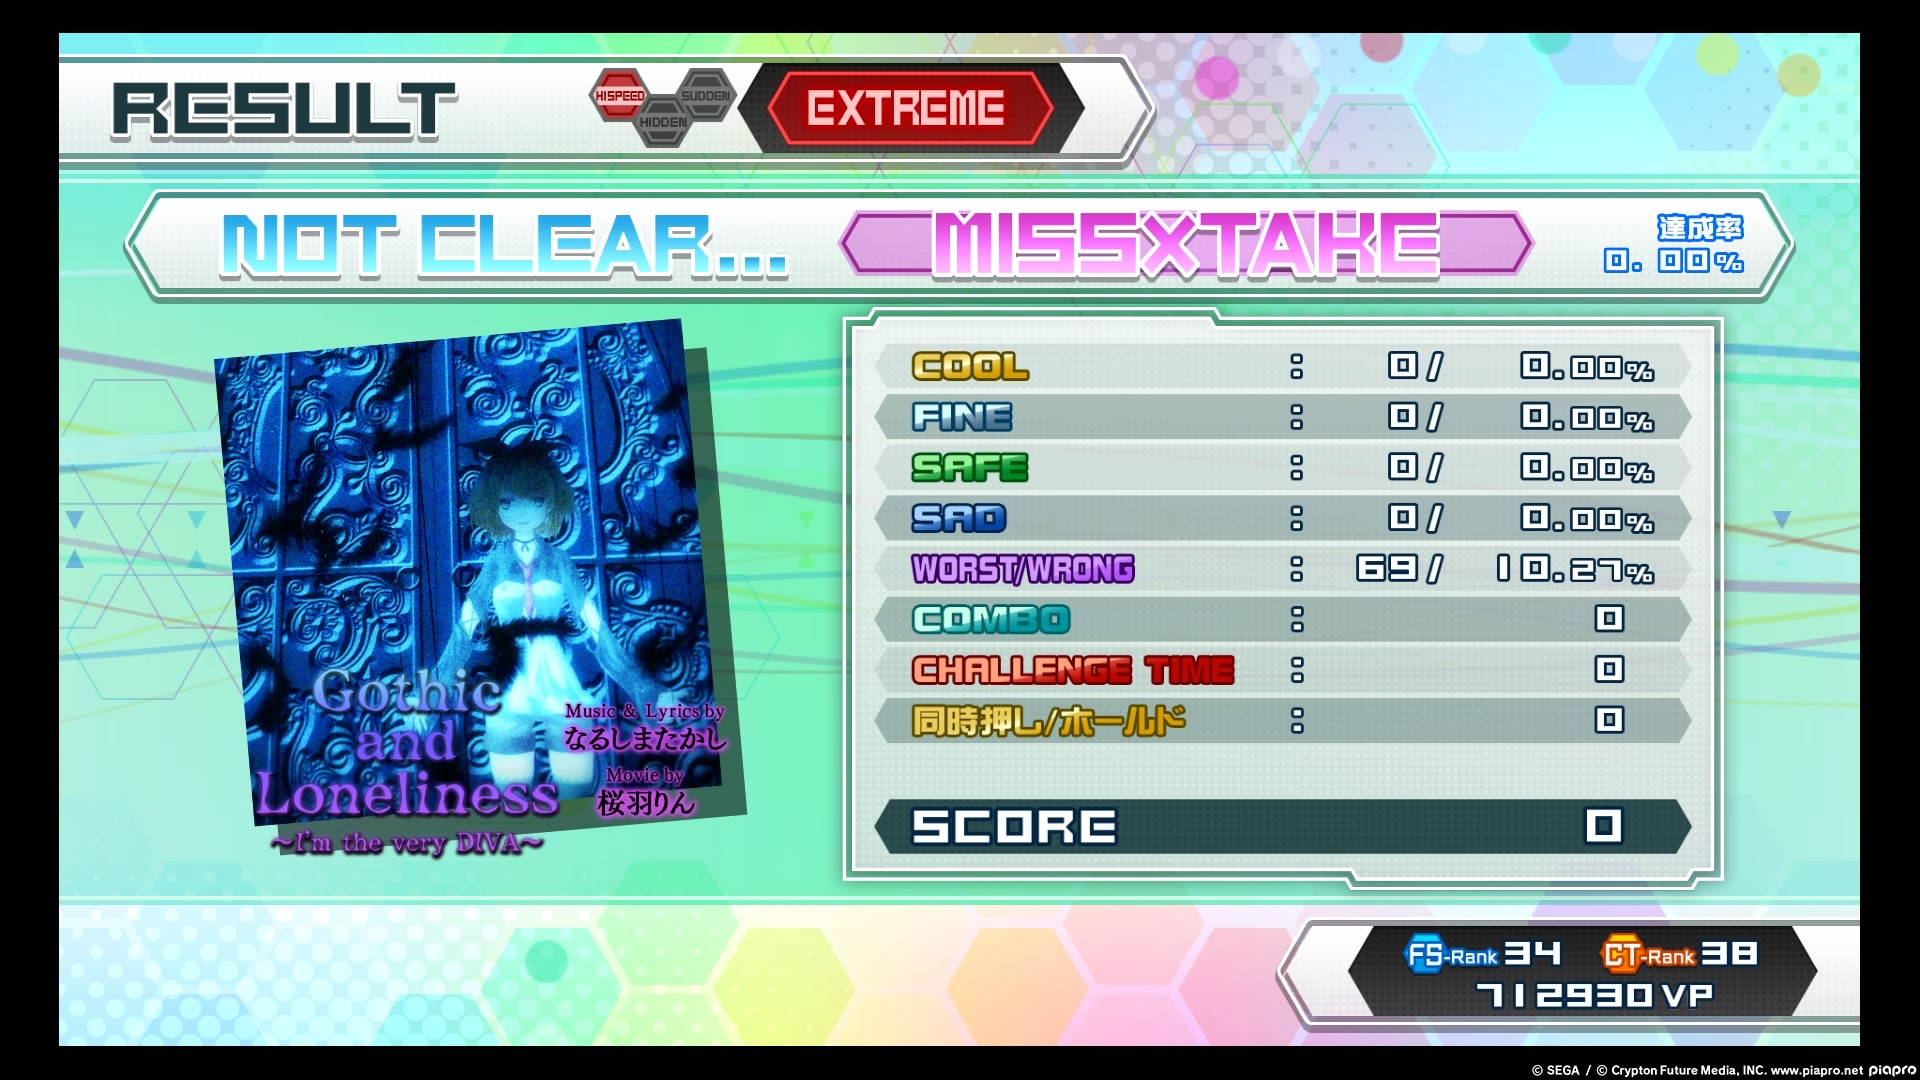 RESULT
HISPEED
SUDDEN
HIDDEN
EXTREME
NOT CLEAR...
MISS×TAKE
達成率
0.00%
COOL : 0/ 0.00%
FINE : 0/ 0.00%
SAFE : 0/ 0.00%
SAD : 0/ 0.00%
WORST/WRONG : 69/ 10.27%
COMBO : 0
CHALLENGE TIME : 0
同時押し/ホールド : 0
SCORE 0
Gothic
and
Loneliness
～I'm the very DIVA～
Music & Lyrics by
なるしまたかし
Movie by
桜羽りん
FS-Rank 34 CT-Rank 38
712930VP
© SEGA / © Crypton Future Media, INC. www.piapro.net piapro